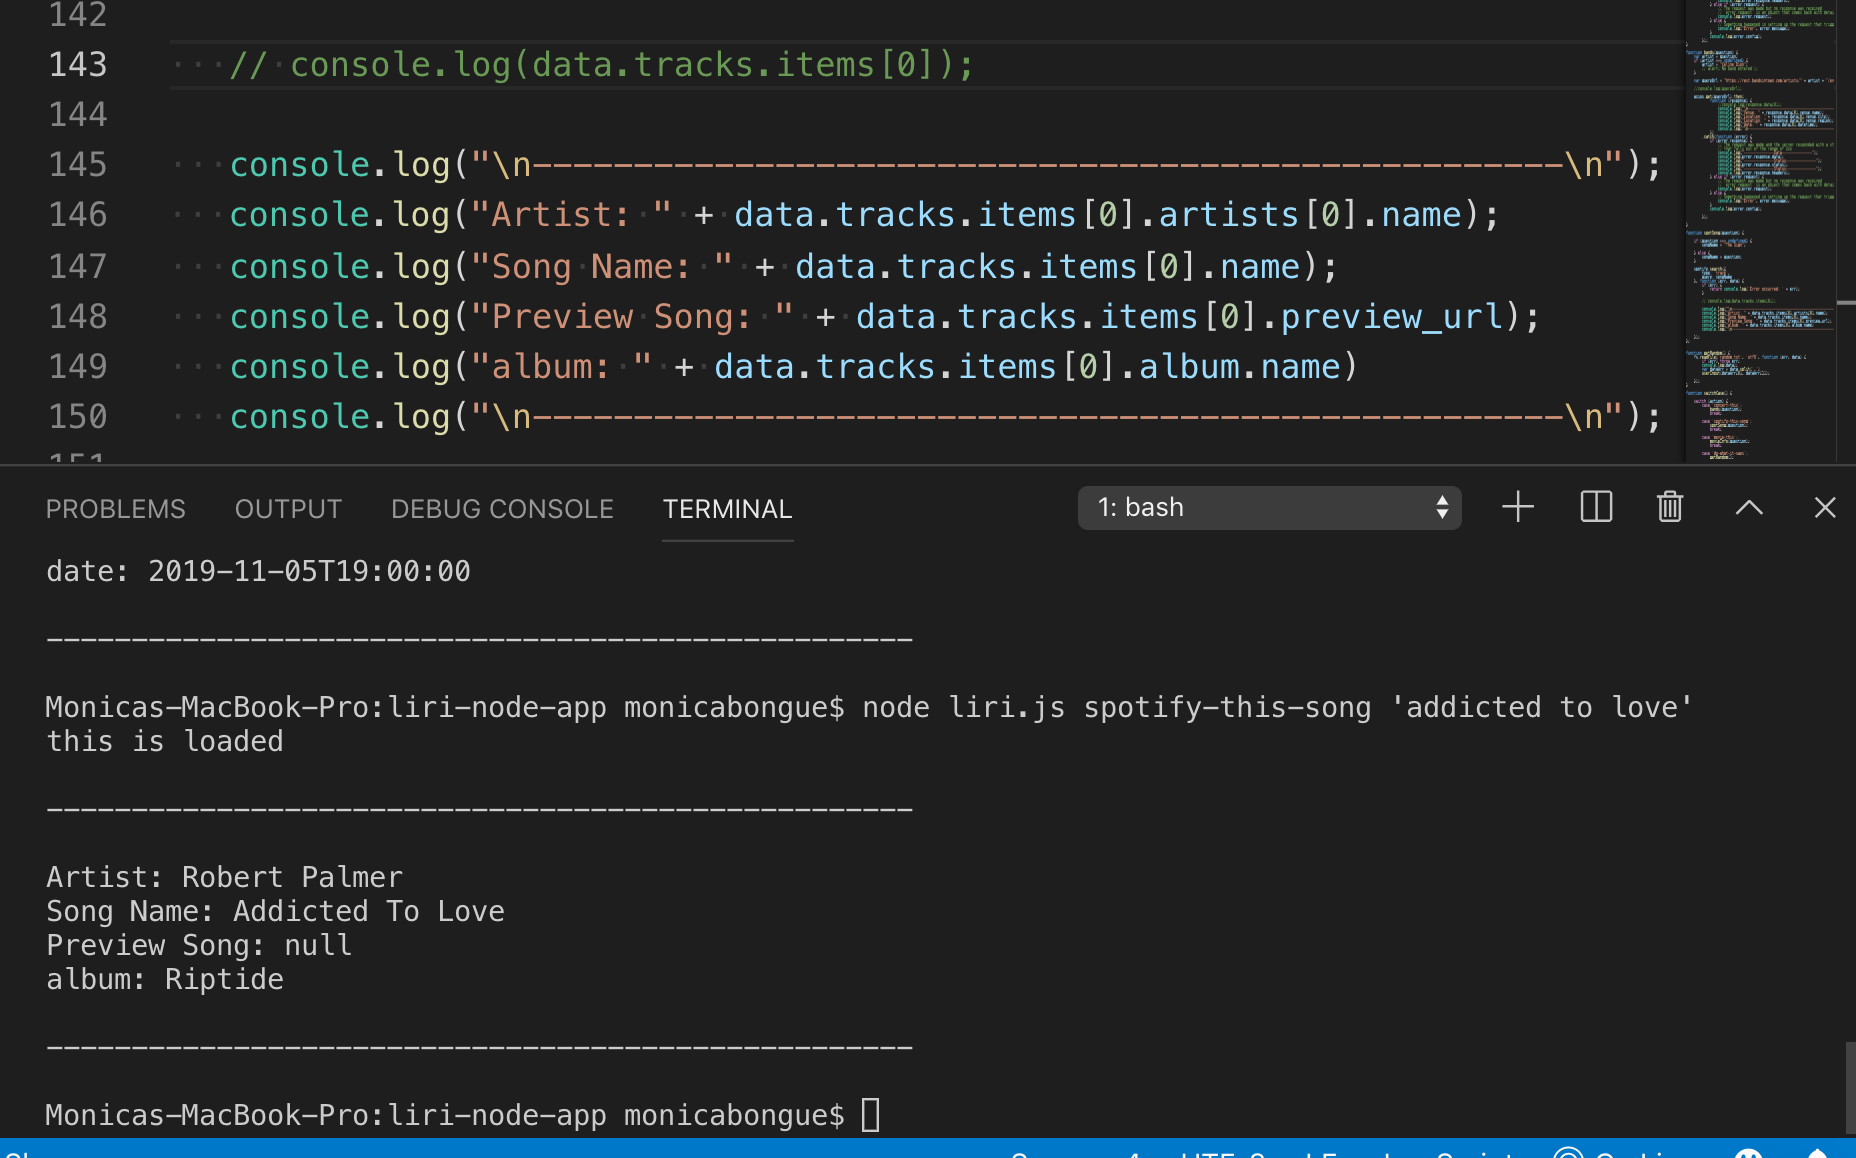 142
143 // console.log(data.tracks.items[0]);
144
145 console.log("\n---------------------------------------------------\n");
146 console.log("Artist: " + data.tracks.items[0].artists[0].name);
147 console.log("Song Name: " + data.tracks.items[0].name);
148 console.log("Preview Song: " + data.tracks.items[0].preview_url);
149 console.log("album: " + data.tracks.items[0].album.name)
150 console.log("\n---------------------------------------------------\n");
151
PROBLEMS OUTPUT DEBUG CONSOLE TERMINAL 1: bash
date: 2019-11-05T19:00:00
---------------------------------------------------
Monicas-MacBook-Pro:liri-node-app monicabongue$ node liri.js spotify-this-song 'addicted to love'
this is loaded
---------------------------------------------------
Artist: Robert Palmer
Song Name: Addicted To Love
Preview Song: null
album: Riptide
---------------------------------------------------
Monicas-MacBook-Pro:liri-node-app monicabongue$